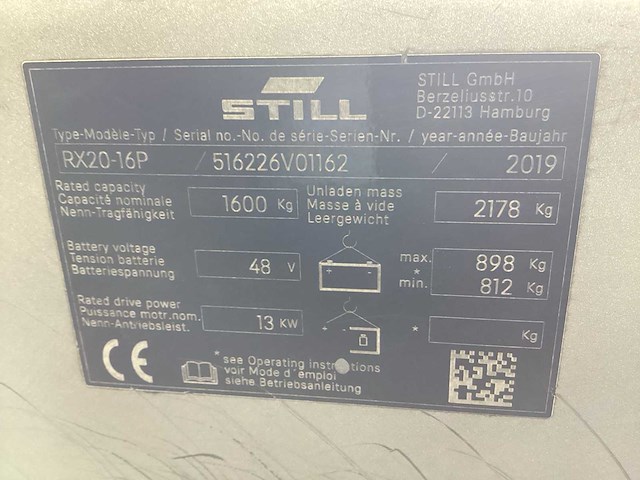 STILL
STILL GmbH
Berzeliusstr.10
D-22113 Hamburg
Type-Modèle-Typ / Serial no.-No. de série-Serien-Nr. / year-année-Baujahr
RX20-16P / 516226V01162 / 2019
Rated capacity
Capacité nominale
Nenn-Tragfähigkeit
1600 Kg
Unladen mass
Masse à vide
Leergewicht
2178 Kg
Battery voltage
Tension batterie
Batteriespannung
48 V
+ -
max. 898 Kg
*
min. 812 Kg
Rated drive power
Puissance motr.nom.
Nenn-Antriebsleist.
13 KW
+ -
* Kg
CE
* see Operating instructions
voir Mode d'emploi
siehe Betriebsanleitung